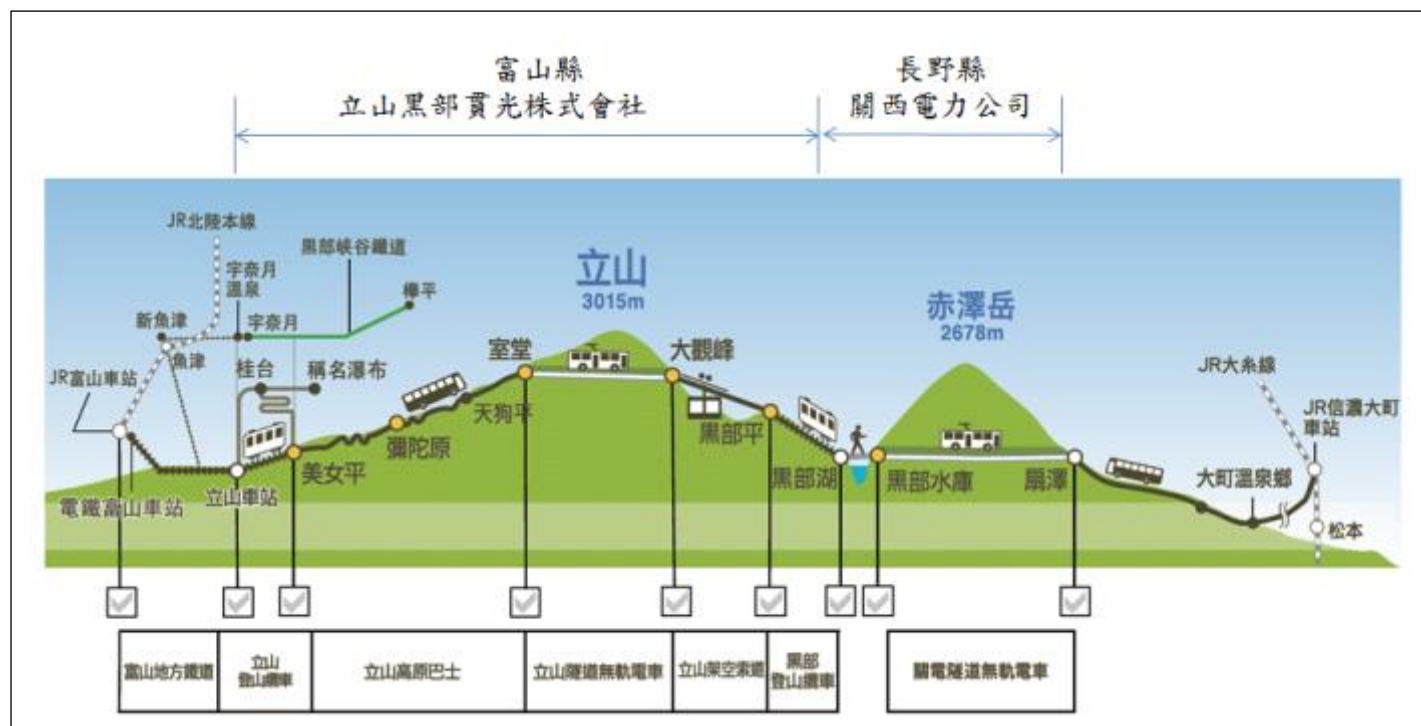 富山縣
立山黑部貫光株式會社
長野縣
關西電力公司
JR北陸本線
黑部峽谷鐵道
宇奈月
溫泉
欅平
新魚津
宇奈月
魚津
JR富山車站
桂台
稱名瀑布
電鐵富山車站
立山車站
美女平
彌陀原
天狗平
室堂
立山
3015m
大觀峰
黑部平
黑部湖
赤澤岳
2678m
黑部水庫
扇澤
JR大糸線
JR信濃大町
車站
大町溫泉鄉
松本
富山地方鐵道
立山
登山纜車
立山高原巴士
立山隧道無軌電車
立山架空索道
黑部
登山纜車
關電隧道無軌電車